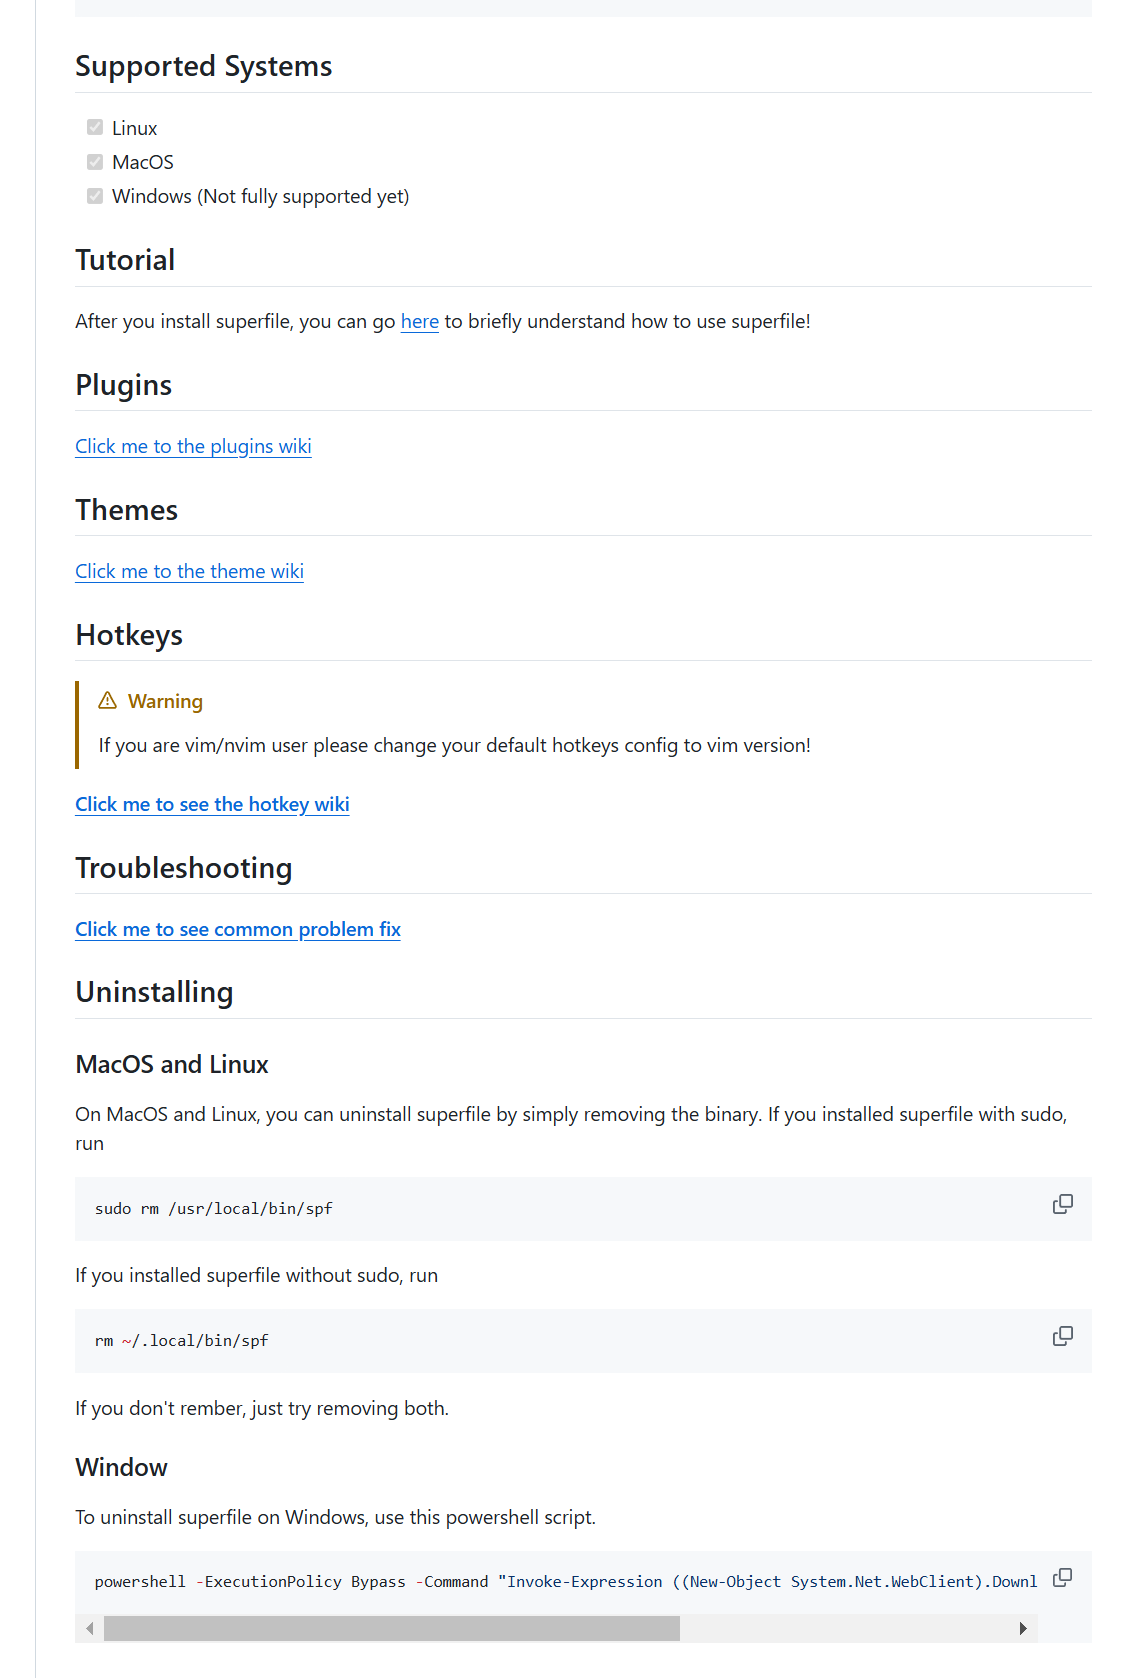 Supported Systems
Linux
MacOS
Windows (Not fully supported yet)
Tutorial
After you install superfile, you can go here to briefly understand how to use superfile!
Plugins
Click me to the plugins wiki
Themes
Click me to the theme wiki
Hotkeys
Warning
If you are vim/nvim user please change your default hotkeys config to vim version!
Click me to see the hotkey wiki
Troubleshooting
Click me to see common problem fix
Uninstalling
MacOS and Linux
On MacOS and Linux, you can uninstall superfile by simply removing the binary. If you installed superfile with sudo,
run
sudo rm /usr/local/bin/spf
If you installed superfile without sudo, run
rm ~/.local/bin/spf
If you don't rember, just try removing both.
Window
To uninstall superfile on Windows, use this powershell script.
powershell -ExecutionPolicy Bypass -Command "Invoke-Expression ((New-Object System.Net.WebClient).Downl